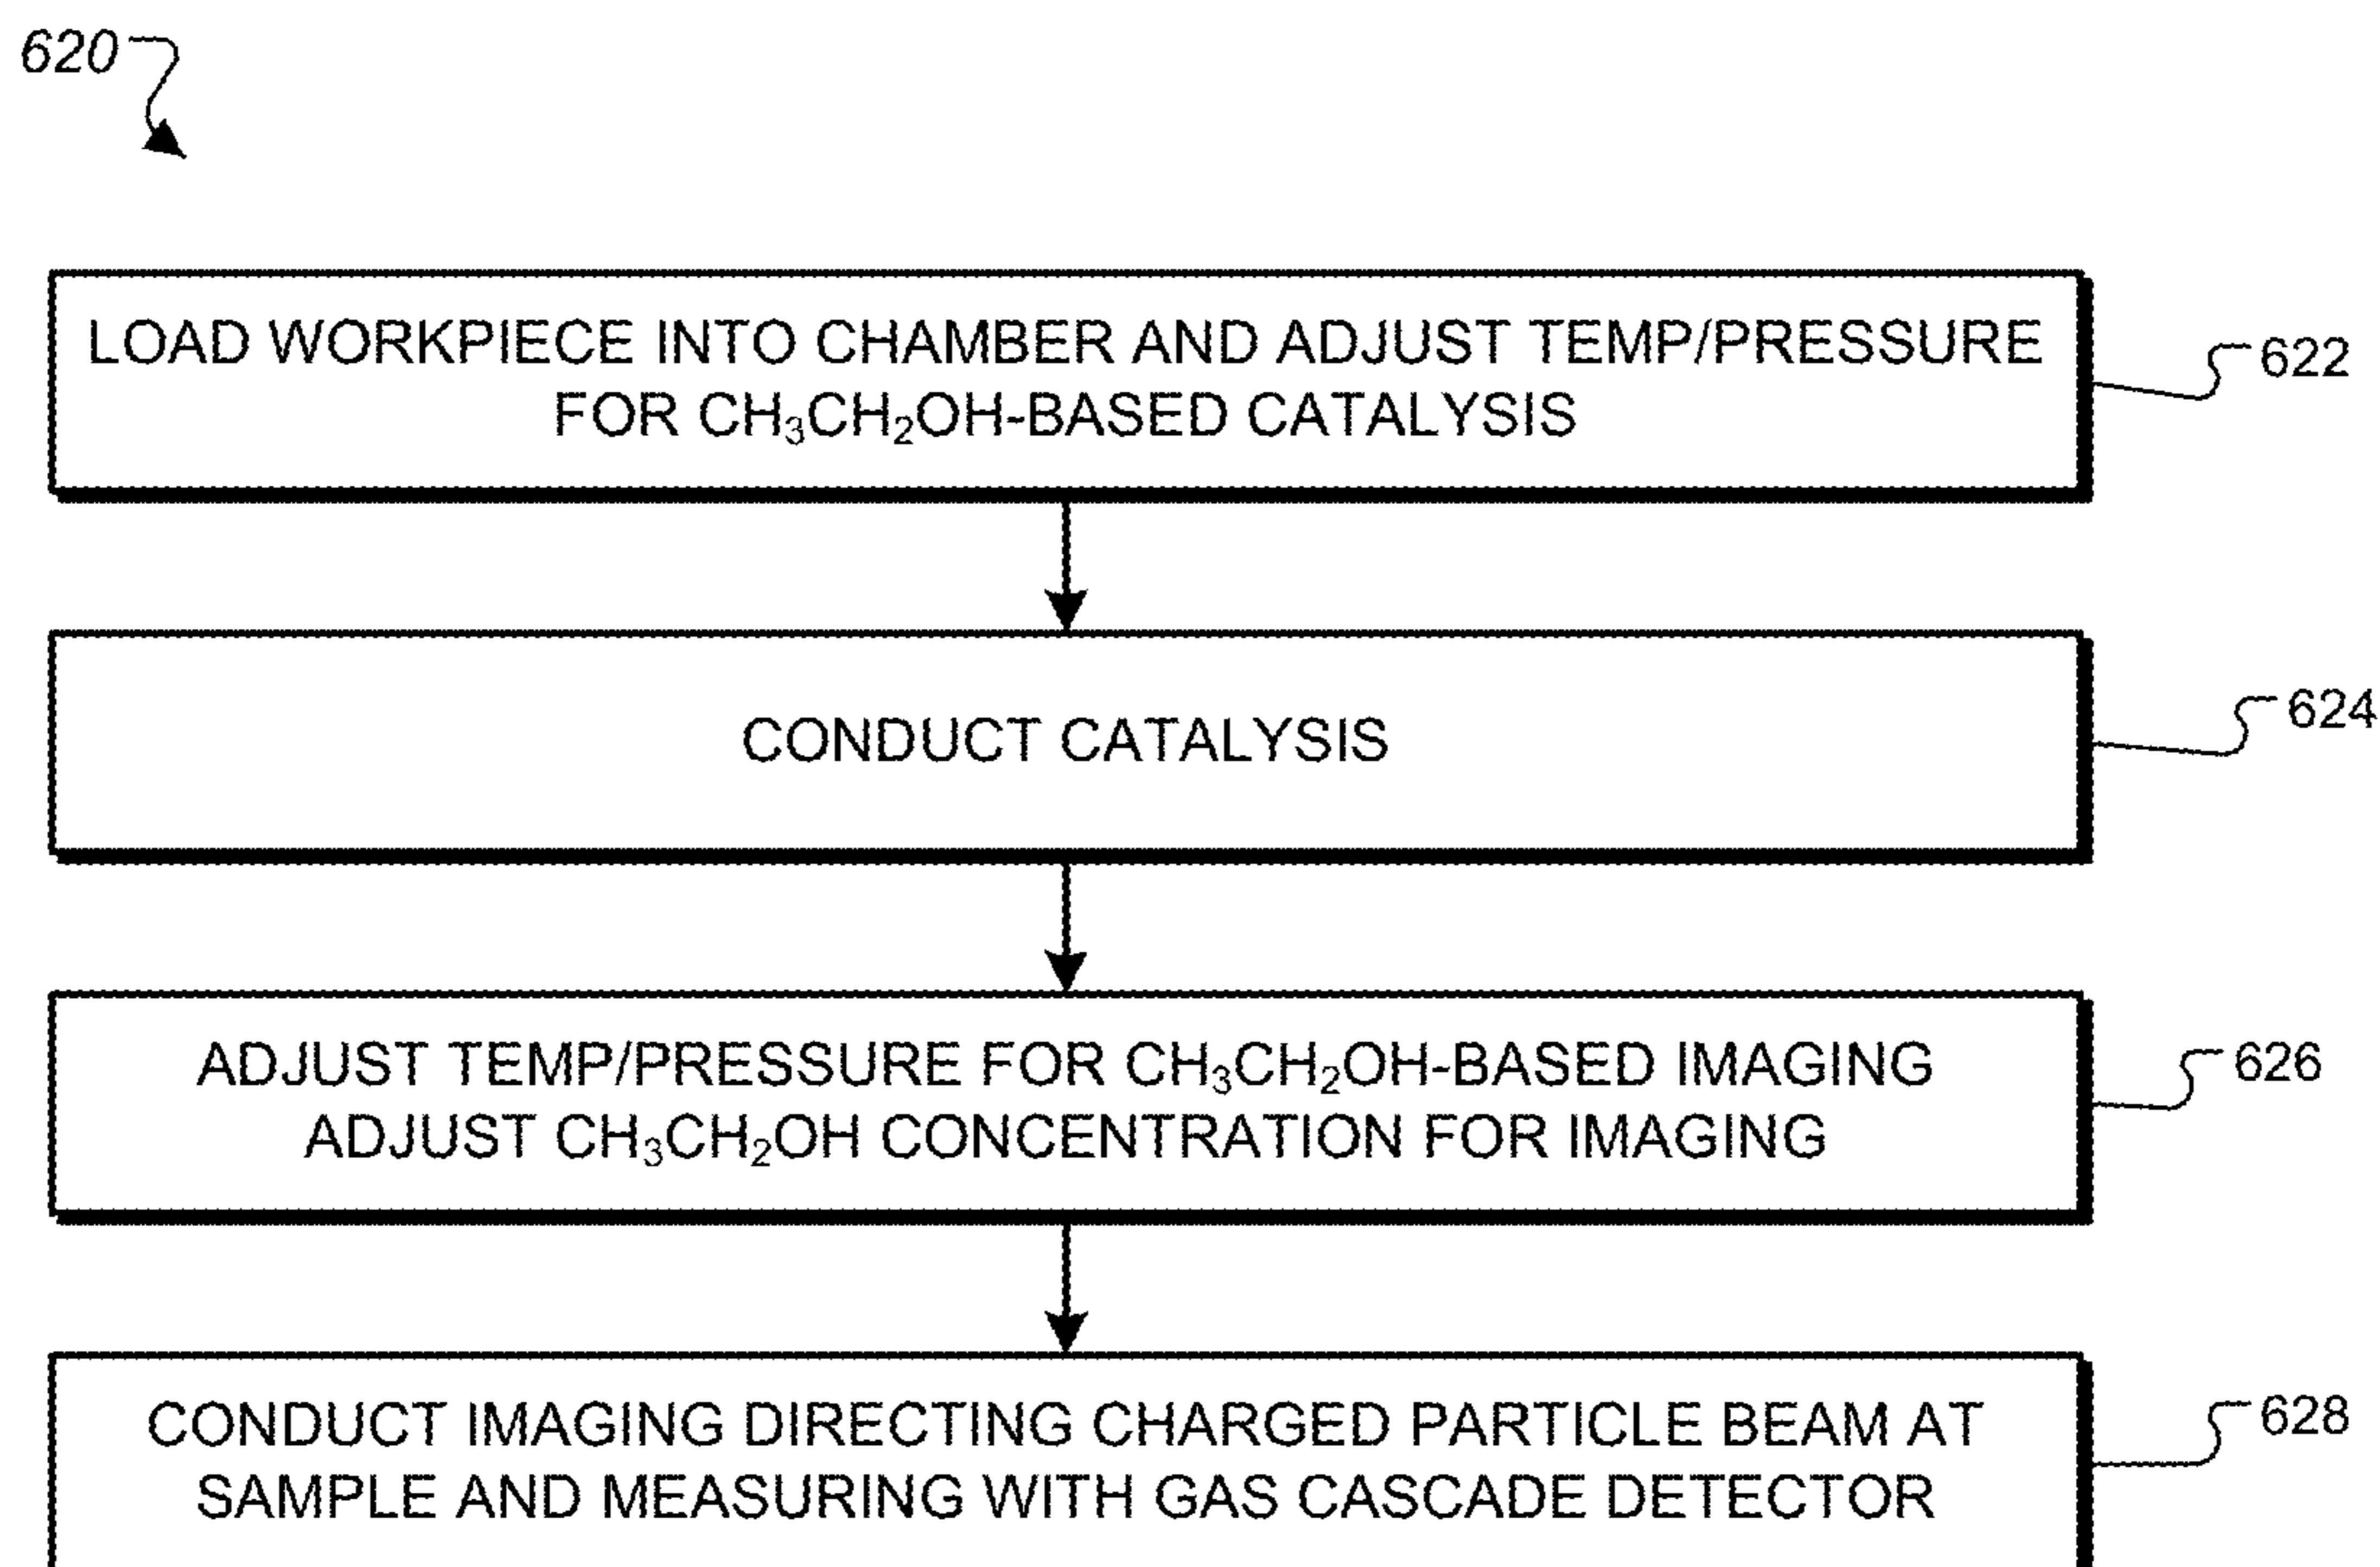 620
LOAD WORKPIECE INTO CHAMBER AND ADJUST TEMP/PRESSURE
FOR CH₃CH₂OH-BASED CATALYSIS
622
CONDUCT CATALYSIS
624
ADJUST TEMP/PRESSURE FOR CH₃CH₂OH-BASED IMAGING
ADJUST CH₃CH₂OH CONCENTRATION FOR IMAGING
626
CONDUCT IMAGING DIRECTING CHARGED PARTICLE BEAM AT
SAMPLE AND MEASURING WITH GAS CASCADE DETECTOR
628